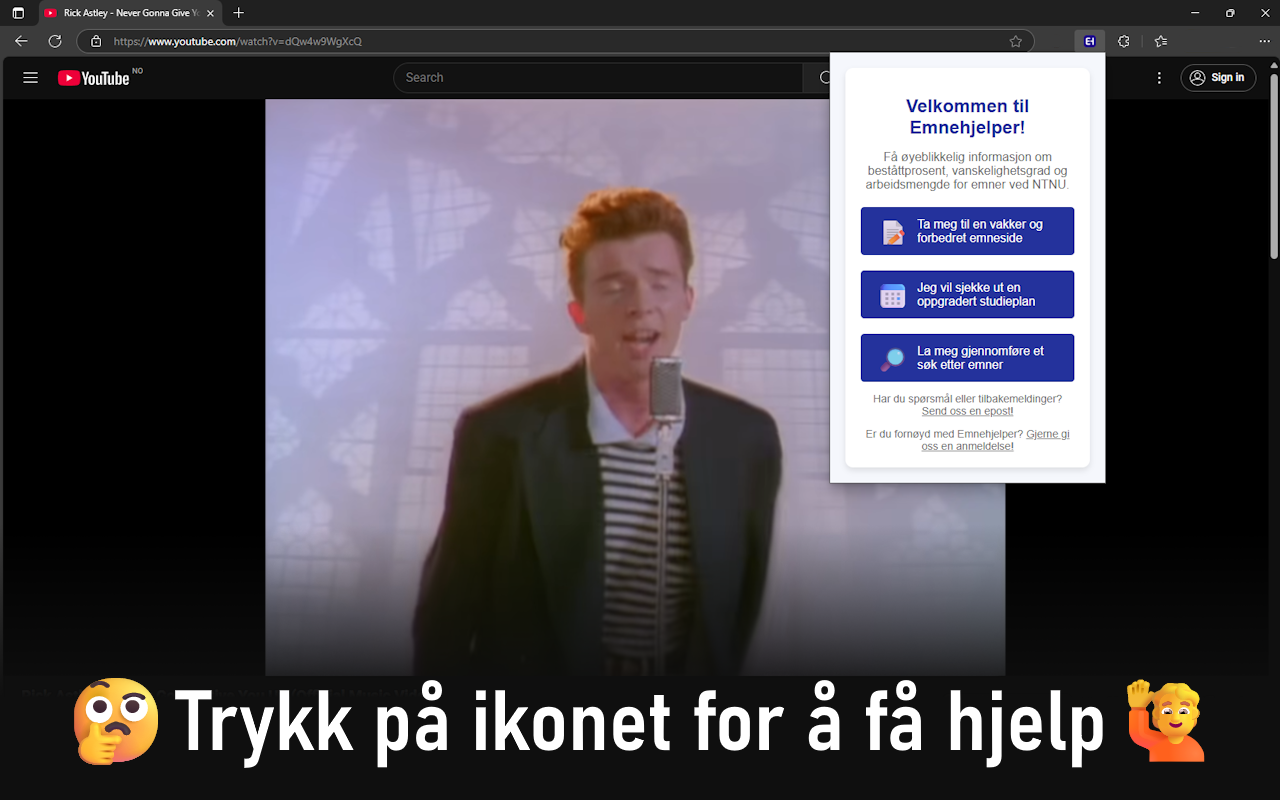 Rick Astley - Never Gonna Give Yo
https://www.youtube.com/watch?v=dQw4w9WgXcQ
EH
YouTube NO
Search
Sign in
Velkommen til
Emnehjelper!
Få øyeblikkelig informasjon om
beståttprosent, vanskelighetsgrad og
arbeidsmengde for emner ved NTNU.
Ta meg til en vakker og
forbedret emneside
Jeg vil sjekke ut en
oppgradert studieplan
La meg gjennomføre et
søk etter emner
Har du spørsmål eller tilbakemeldinger?
Send oss en epost!
Er du fornøyd med Emnehjelper? Gjerne gi
oss en anmeldelse!
Trykk på ikonet for å få hjelp